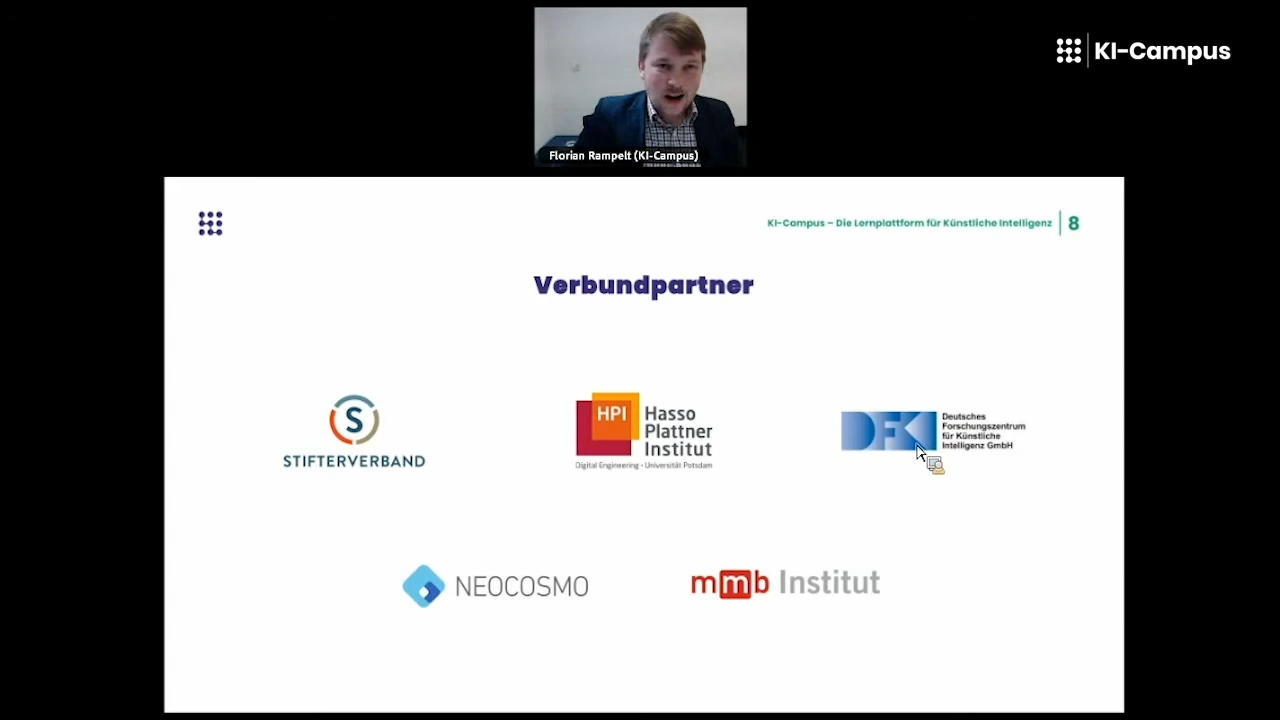 KI-Campus
Florian Rampelt (KI-Campus)
KI-Campus – Die Lernplattform für Künstliche Intelligenz 8
Verbundpartner
S
STIFTERVERBAND
HPI
Hasso
Plattner
Institut
Digital Engineering • Universität Potsdam
DFKI
Deutsches
Forschungszentrum
für Künstliche
Intelligenz GmbH
NEOCOSMO
mmb Institut